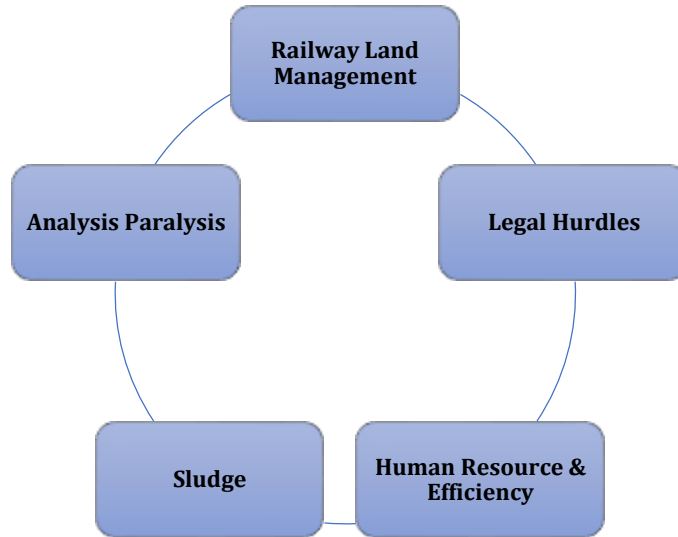 Railway Land
Management
Analysis Paralysis
Legal Hurdles
Sludge
Human Resource &
Efficiency